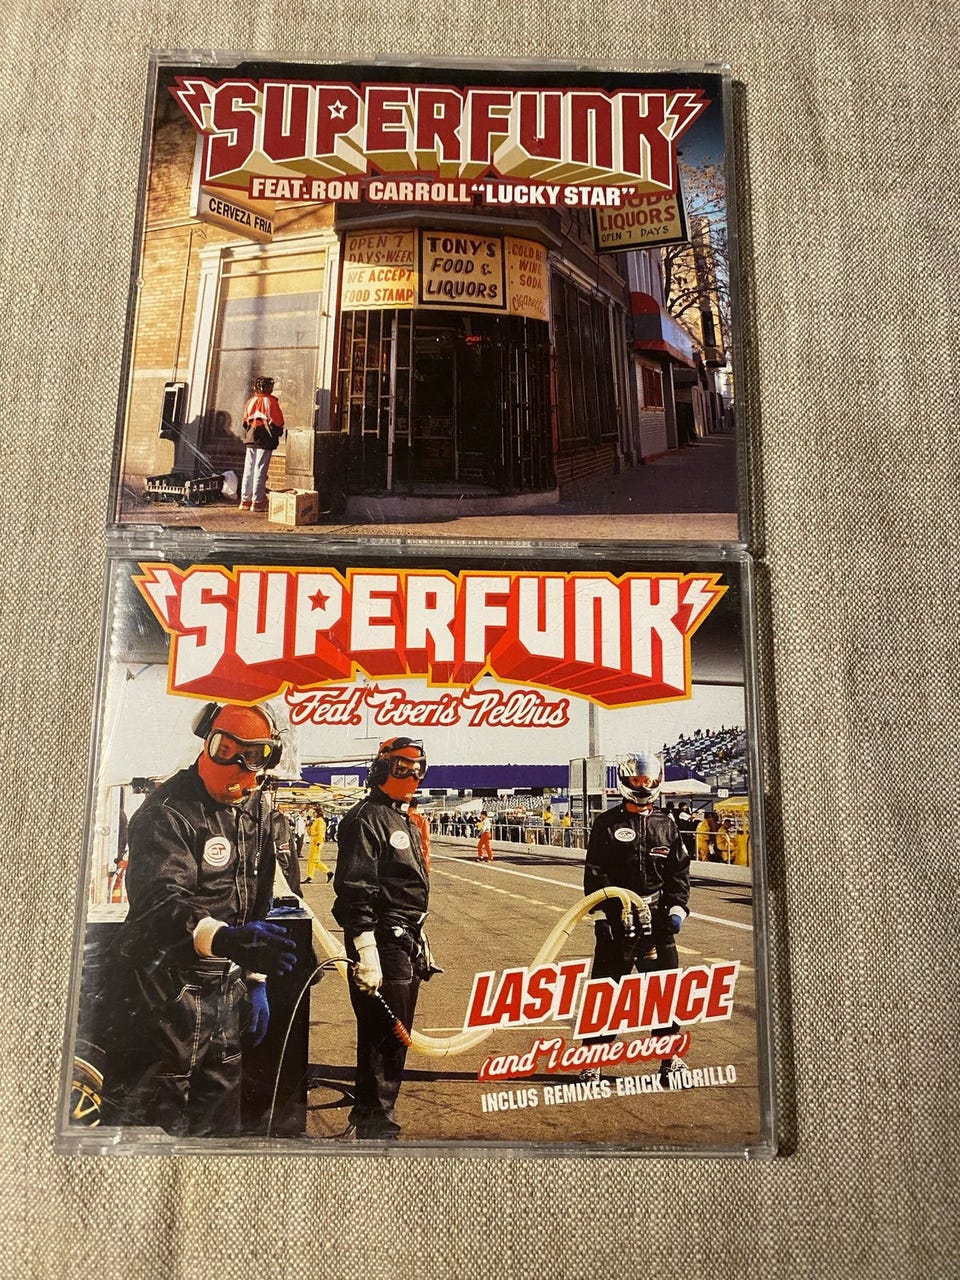 SUPERFUNK
FEAT. RON CARROLL "LUCKY STAR"
CERVEZA FRIA
LIQUORS
OPEN 7 DAYS
OPEN 7
DAYS-WEEK
WE ACCEPT
FOOD STAMP
TONY'S
FOOD &
LIQUORS
COLD
WINE
SODA
Cigarettes
SUPERFUNK
Feat. Everis Pellius
LAST DANCE
(and i come over)
INCLUS REMIXES ERICK MORILLO